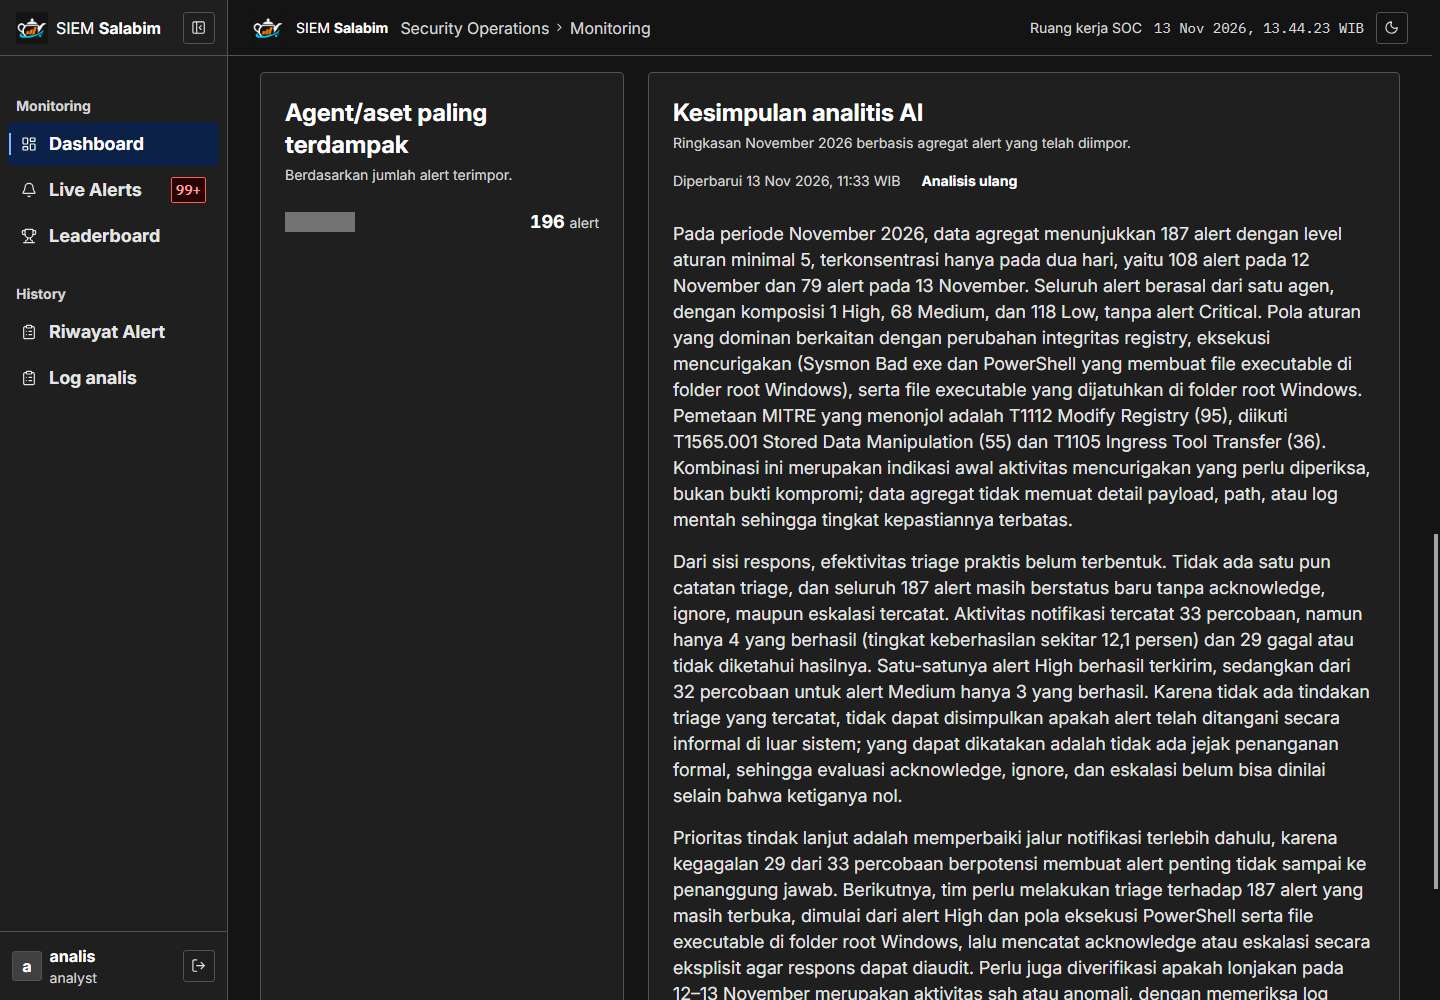 SIEM Salabim
Monitoring
Dashboard
Live Alerts 99+
Leaderboard
History
Riwayat Alert
Log analis
a
analis
analyst
SIEM Salabim Security Operations › Monitoring
Ruang kerja SOC 13 Nov 2026, 13.44.23 WIB
Agent/aset paling
terdampak
Berdasarkan jumlah alert terimpor.
196 alert
Kesimpulan analitis AI
Ringkasan November 2026 berbasis agregat alert yang telah diimpor.
Diperbarui 13 Nov 2026, 11:33 WIB Analisis ulang
Pada periode November 2026, data agregat menunjukkan 187 alert dengan level
aturan minimal 5, terkonsentrasi hanya pada dua hari, yaitu 108 alert pada 12
November dan 79 alert pada 13 November. Seluruh alert berasal dari satu agen,
dengan komposisi 1 High, 68 Medium, dan 118 Low, tanpa alert Critical. Pola aturan
yang dominan berkaitan dengan perubahan integritas registry, eksekusi
mencurigakan (Sysmon Bad exe dan PowerShell yang membuat file executable di
folder root Windows), serta file executable yang dijatuhkan di folder root Windows.
Pemetaan MITRE yang menonjol adalah T1112 Modify Registry (95), diikuti
T1565.001 Stored Data Manipulation (55) dan T1105 Ingress Tool Transfer (36).
Kombinasi ini merupakan indikasi awal aktivitas mencurigakan yang perlu diperiksa,
bukan bukti kompromi; data agregat tidak memuat detail payload, path, atau log
mentah sehingga tingkat kepastiannya terbatas.
Dari sisi respons, efektivitas triage praktis belum terbentuk. Tidak ada satu pun
catatan triage, dan seluruh 187 alert masih berstatus baru tanpa acknowledge,
ignore, maupun eskalasi tercatat. Aktivitas notifikasi tercatat 33 percobaan, namun
hanya 4 yang berhasil (tingkat keberhasilan sekitar 12,1 persen) dan 29 gagal atau
tidak diketahui hasilnya. Satu-satunya alert High berhasil terkirim, sedangkan dari
32 percobaan untuk alert Medium hanya 3 yang berhasil. Karena tidak ada tindakan
triage yang tercatat, tidak dapat disimpulkan apakah alert telah ditangani secara
informal di luar sistem; yang dapat dikatakan adalah tidak ada jejak penanganan
formal, sehingga evaluasi acknowledge, ignore, dan eskalasi belum bisa dinilai
selain bahwa ketiganya nol.
Prioritas tindak lanjut adalah memperbaiki jalur notifikasi terlebih dahulu, karena
kegagalan 29 dari 33 percobaan berpotensi membuat alert penting tidak sampai ke
penanggung jawab. Berikutnya, tim perlu melakukan triage terhadap 187 alert yang
masih terbuka, dimulai dari alert High dan pola eksekusi PowerShell serta file
executable di folder root Windows, lalu mencatat acknowledge atau eskalasi secara
eksplisit agar respons dapat diaudit. Perlu juga diverifikasi apakah lonjakan pada
12–13 November merupakan aktivitas sah atau anomali, dengan memeriksa log